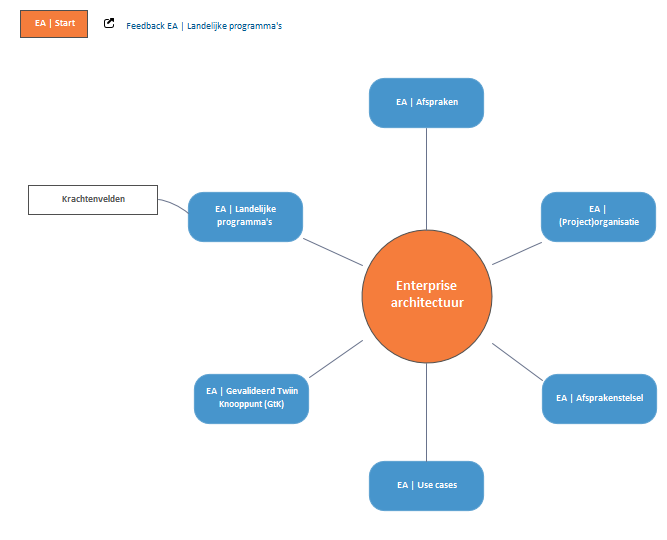 EA | Start
Feedback EA | Landelijke programma's
EA | Afspraken
Krachtenvelden
EA | Landelijke
programma's
EA |
(Project)organisatie
Enterprise
architectuur
EA | Gevalideerd Twiin
Knooppunt (GtK)
EA | Afsprakenstelsel
EA | Use cases